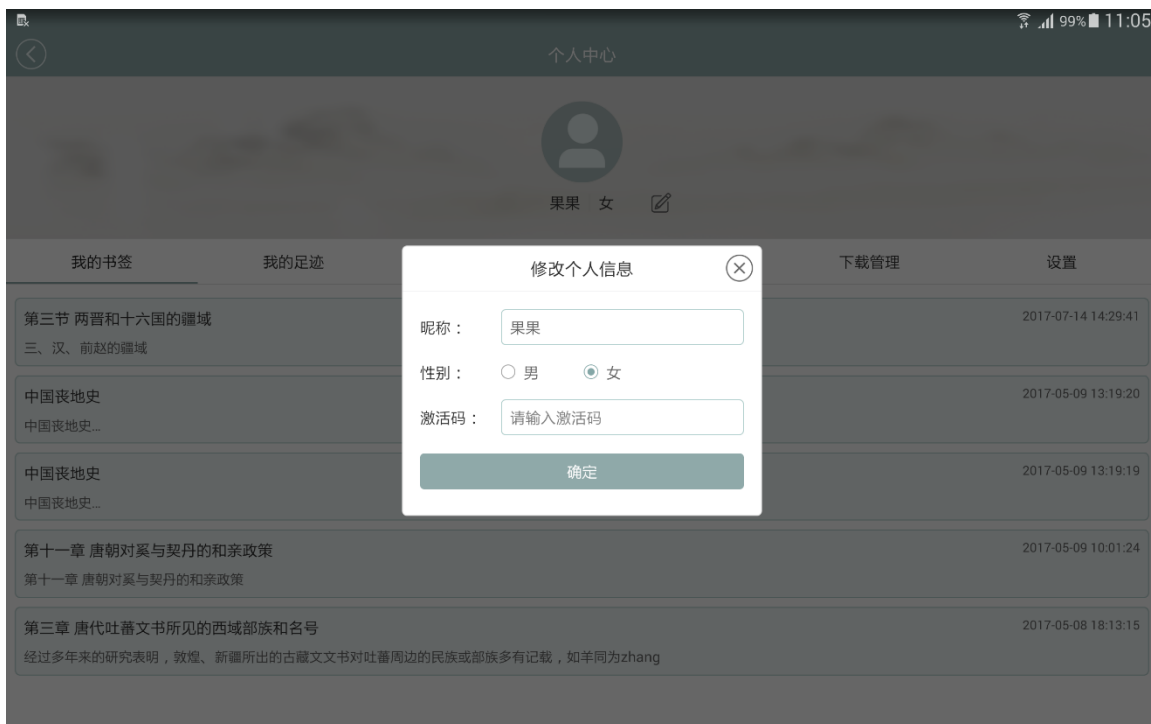 99% 11:05
个人中心
果果 女
我的书签 我的足迹 下载管理 设置
修改个人信息
昵称： 果果
性别： 男 女
激活码： 请输入激活码
确定
第三节 两晋和十六国的疆域 2017-07-14 14:29:41
三、汉、前赵的疆域
中国丧地史 2017-05-09 13:19:20
中国丧地史...
中国丧地史 2017-05-09 13:19:19
中国丧地史...
第十一章 唐朝对奚与契丹的和亲政策 2017-05-09 10:01:24
第十一章 唐朝对奚与契丹的和亲政策
第三章 唐代吐蕃文书所见的西域部族和名号 2017-05-08 18:13:15
经过多年来的研究表明，敦煌、新疆所出的古藏文文书对吐蕃周边的民族或部族多有记载，如羊同为zhang